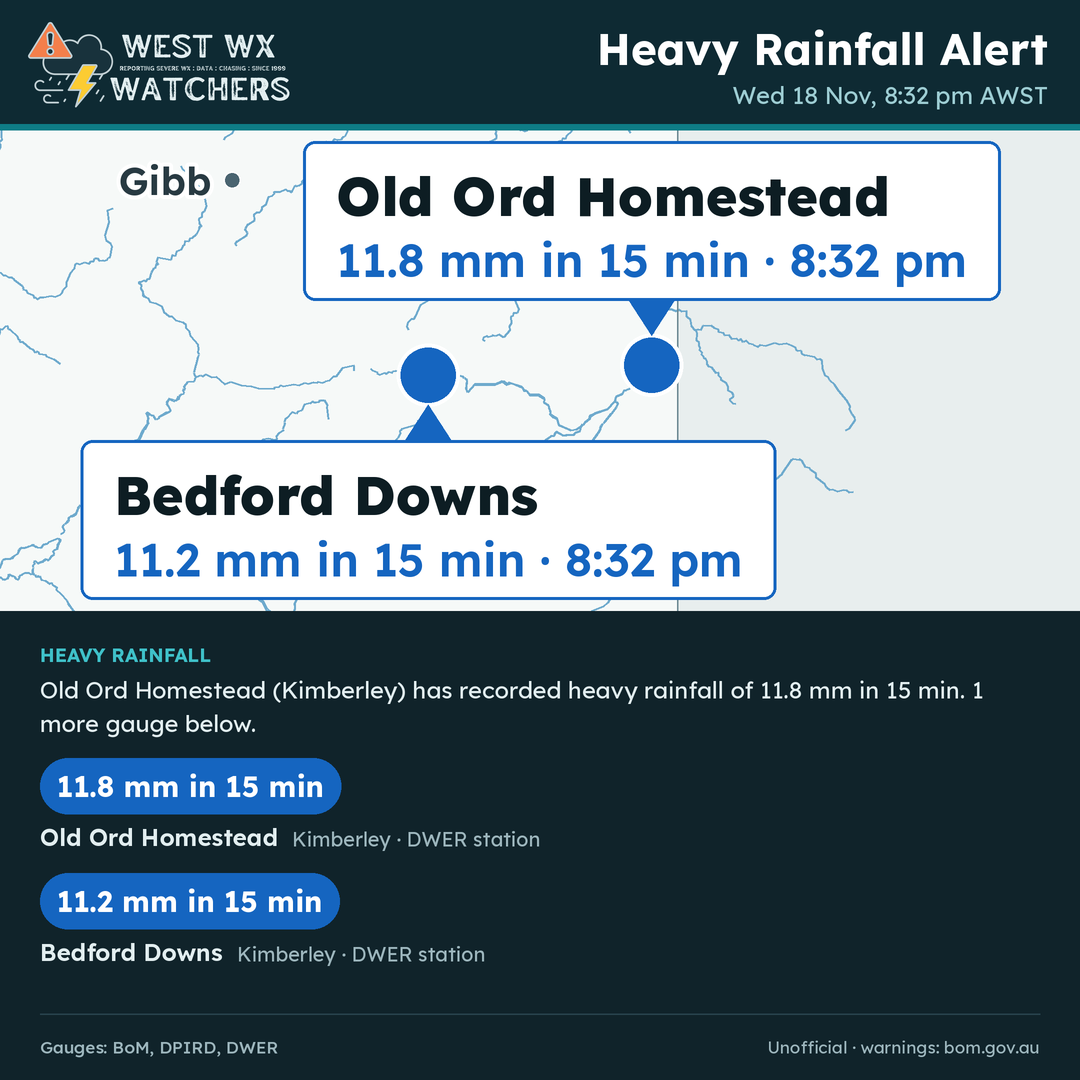 WEST WX
REPORTING SEVERE WX : DATA : CHASING : SINCE 1999
WATCHERS
Heavy Rainfall Alert
Wed 18 Nov, 8:32 pm AWST
Gibb
Old Ord Homestead
11.8 mm in 15 min · 8:32 pm
Bedford Downs
11.2 mm in 15 min · 8:32 pm
HEAVY RAINFALL
Old Ord Homestead (Kimberley) has recorded heavy rainfall of 11.8 mm in 15 min. 1
more gauge below.
11.8 mm in 15 min
Old Ord Homestead Kimberley · DWER station
11.2 mm in 15 min
Bedford Downs Kimberley · DWER station
Gauges: BoM, DPIRD, DWER
Unofficial · warnings: bom.gov.au